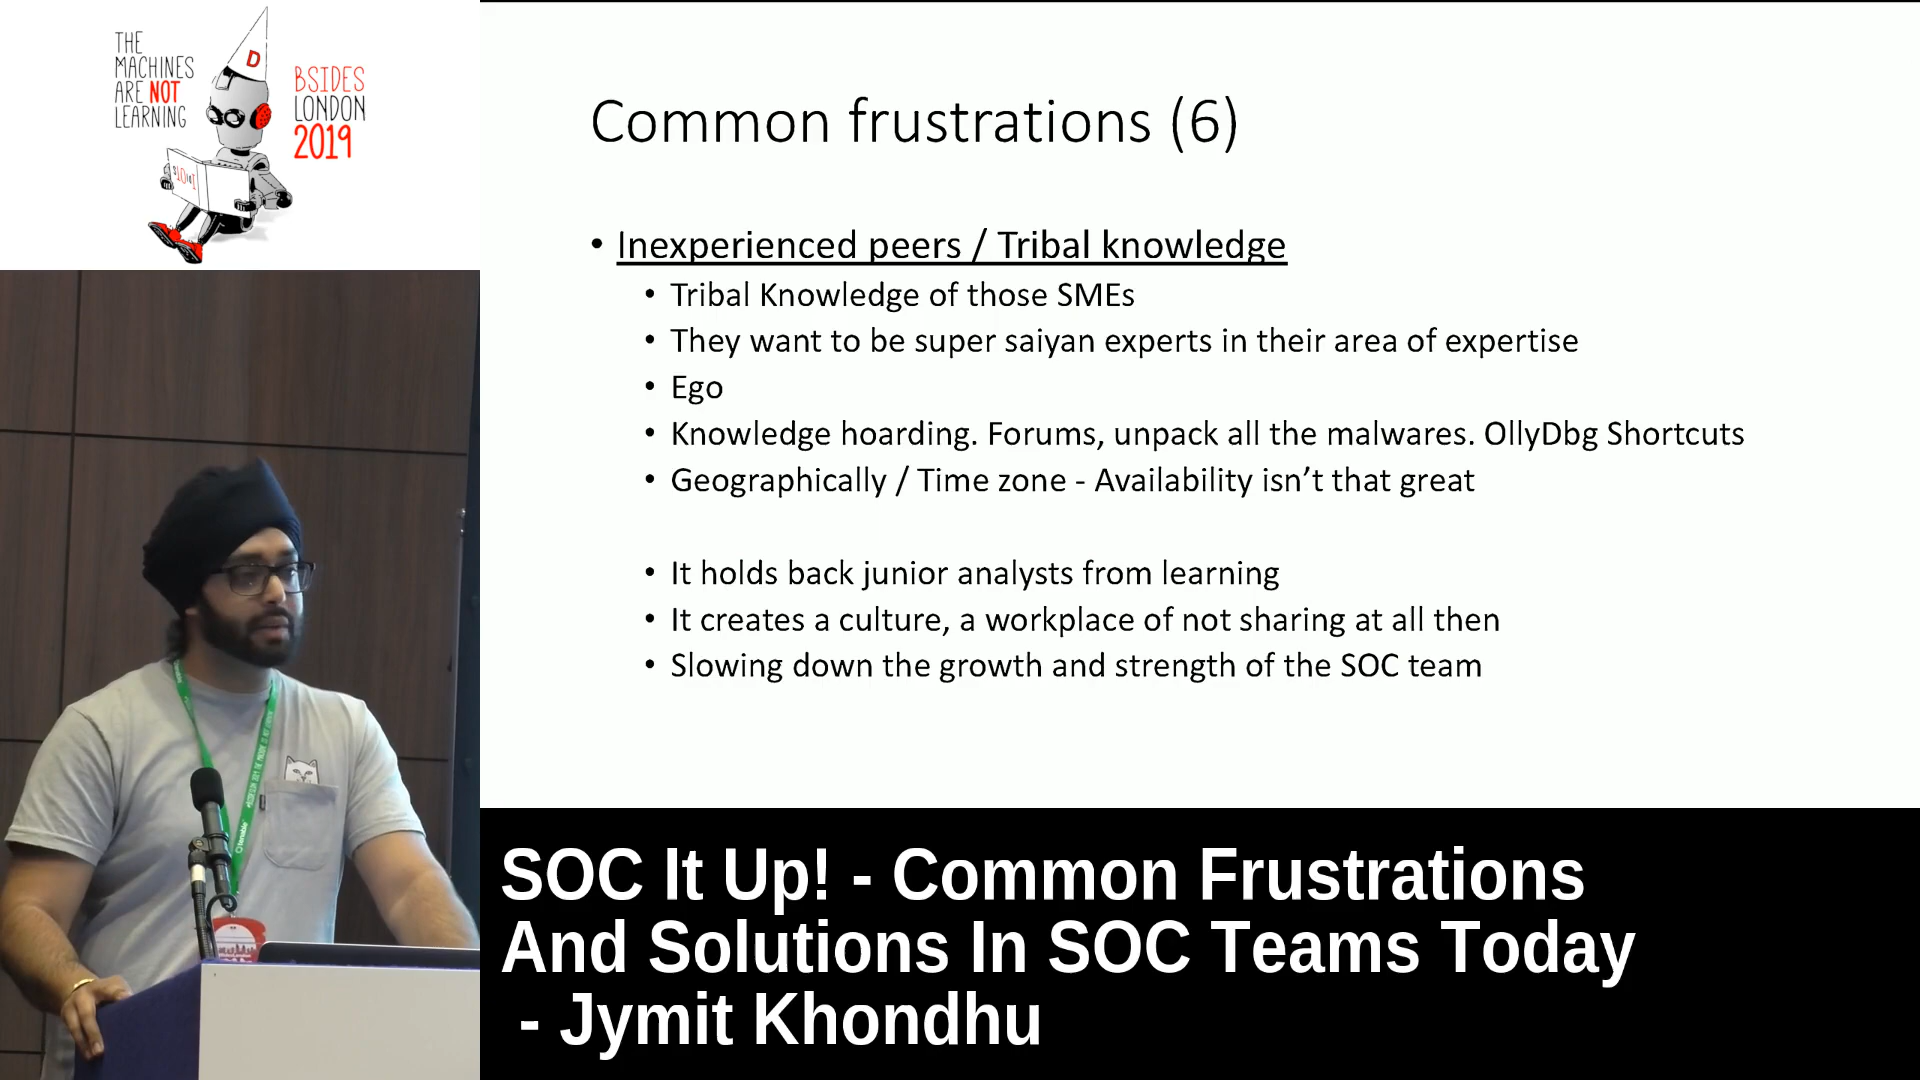 THE
MACHINES
ARE NOT
LEARNING
D
BSIDES
LONDON
2019
Common frustrations (6)
• Inexperienced peers / Tribal knowledge
• Tribal Knowledge of those SMEs
• They want to be super saiyan experts in their area of expertise
• Ego
• Knowledge hoarding. Forums, unpack all the malwares. OllyDbg Shortcuts
• Geographically / Time zone - Availability isn’t that great
• It holds back junior analysts from learning
• It creates a culture, a workplace of not sharing at all then
• Slowing down the growth and strength of the SOC team
tenable
SOC It Up! - Common Frustrations
And Solutions In SOC Teams Today
- Jymit Khondhu